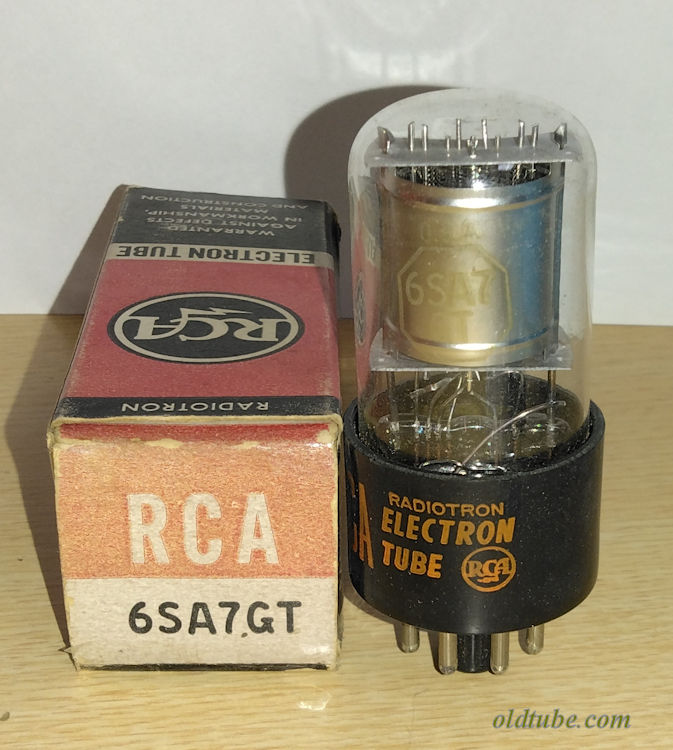 WARRANTED
AGAINST DEFECTS
IN WORKMANSHIP,
MATERIALS
AND CONSTRUCTION
ELECTRON TUBE
RCA
RADIOTRON
RCA
6SA7GT
6SA7
GT
RADIOTRON
ELECTRON
TUBE
RCA
oldtube.com